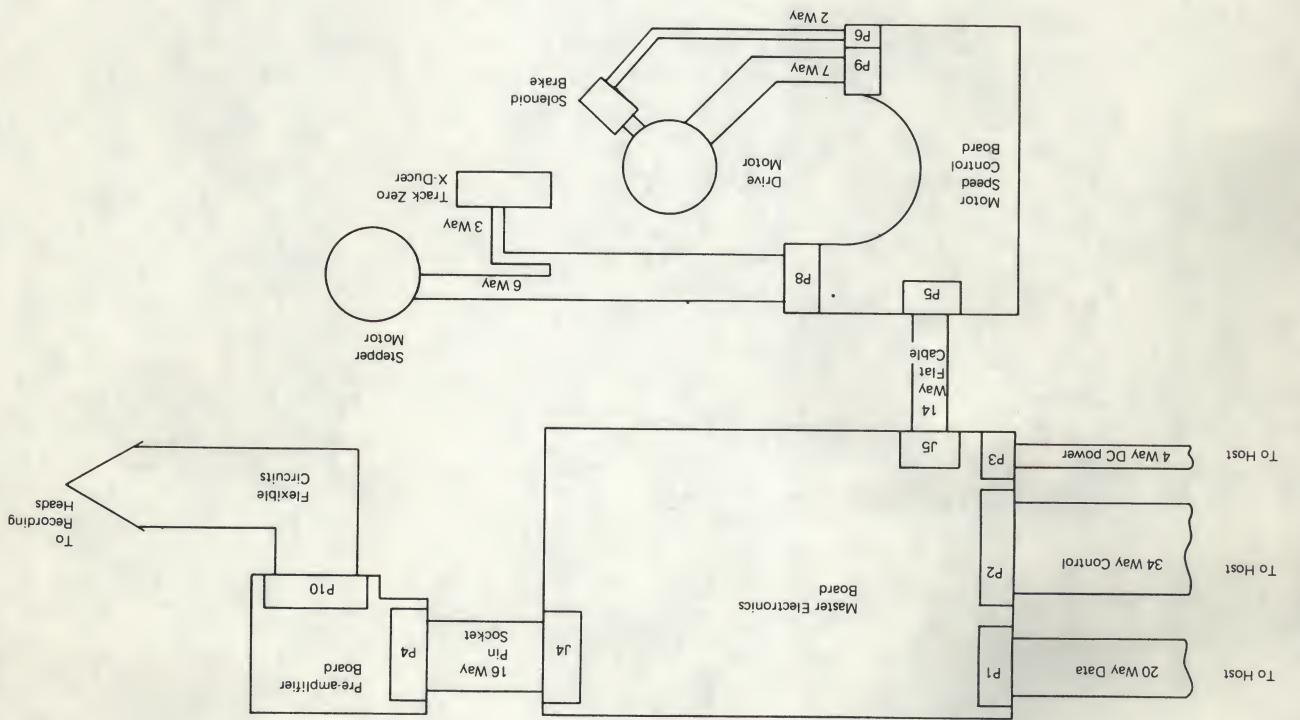 To Host
20 Way Data
P1
To Host
34 Way Control
P2
To Host
4 Way DC power
P3
J5
Master Electronics
Board
J4
16 Way
Pin
Socket
P4
Pre-amplifier
Board
P10
Flexible
Circuits
To
Recording
Heads
14
Way
Flat
Cable
P5
Motor
Speed
Control
Board
P8
6 Way
Stepper
Motor
3 Way
Track Zero
X-Ducer
Drive
Motor
Solenoid
Brake
P9
7 Way
P6
2 Way